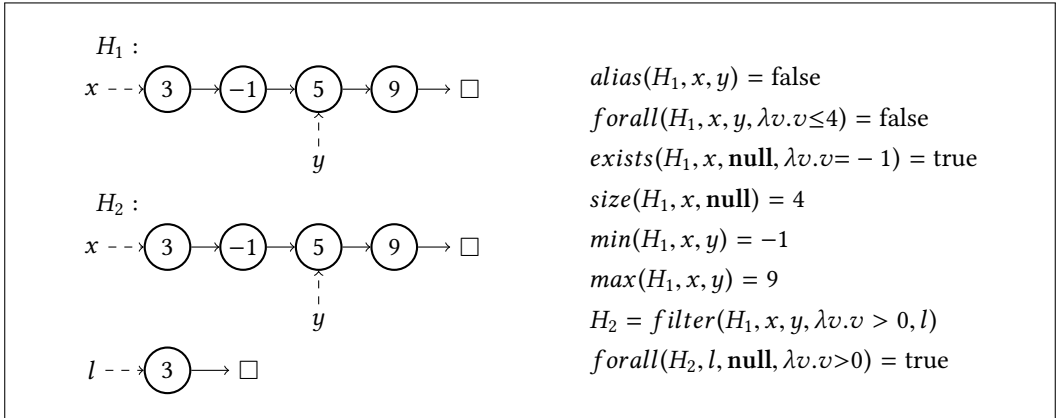 H₁ :
x 3 −1 5 9
y
H₂ :
x 3 −1 5 9
y
l 3
alias(H₁, x, y) = false
forall(H₁, x, y, λv.v≤4) = false
exists(H₁, x, null, λv.v= − 1) = true
size(H₁, x, null) = 4
min(H₁, x, y) = −1
max(H₁, x, y) = 9
H₂ = filter(H₁, x, y, λv.v > 0, l)
forall(H₂, l, null, λv.v>0) = true